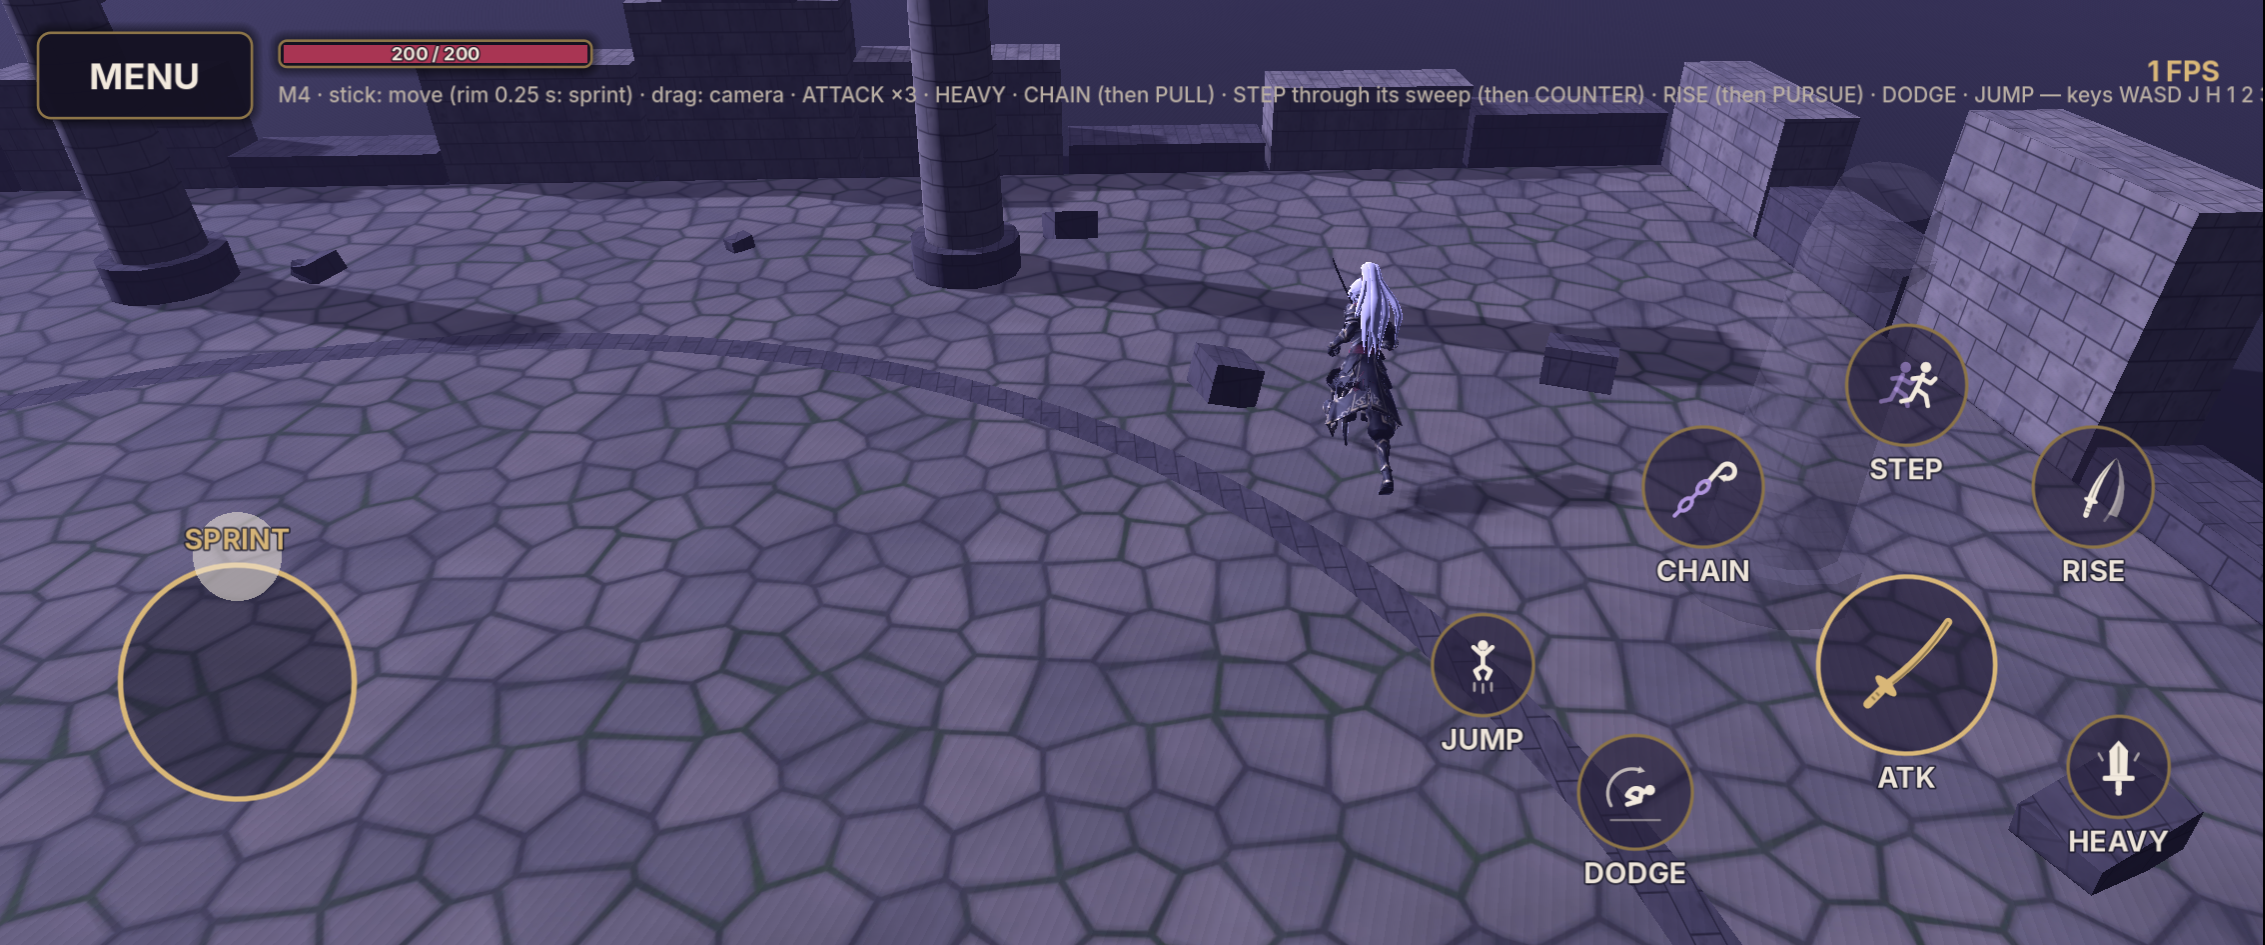 MENU
200 / 200
1 FPS
M4 · stick: move (rim 0.25 s: sprint) · drag: camera · ATTACK ×3 · HEAVY · CHAIN (then PULL) · STEP through its sweep (then COUNTER) · RISE (then PURSUE) · DODGE · JUMP — keys WASD J H 1 2
STEP
SPRINT
CHAIN
RISE
JUMP
ATK
HEAVY
DODGE